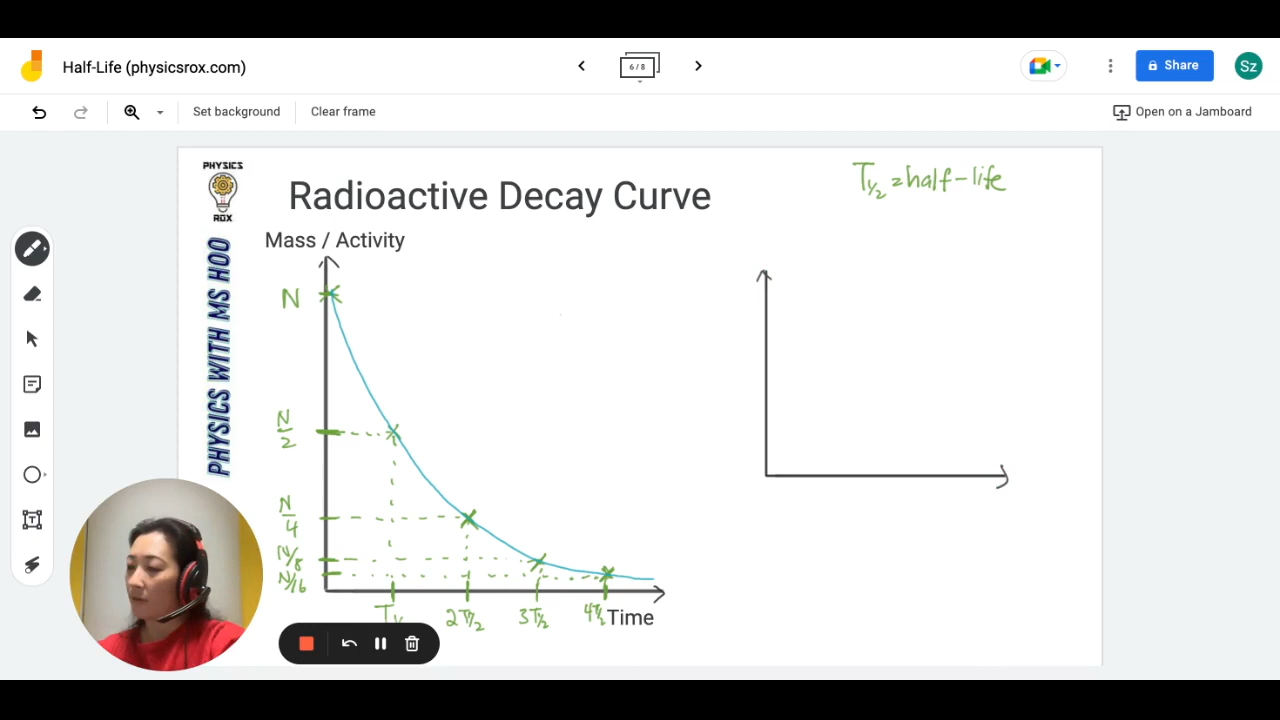 Half-Life (physicsrox.com)
6 / 8
Share
Sz
Set background
Clear frame
Open on a Jamboard
PHYSICS
ROX
Radioactive Decay Curve
T1/2 = half-life
Mass / Activity
PHYSICS WITH MS HOO
N
N/2
N/4
N/8
N/16
T½
2T1/2
3T1/2
4T1/2
Time